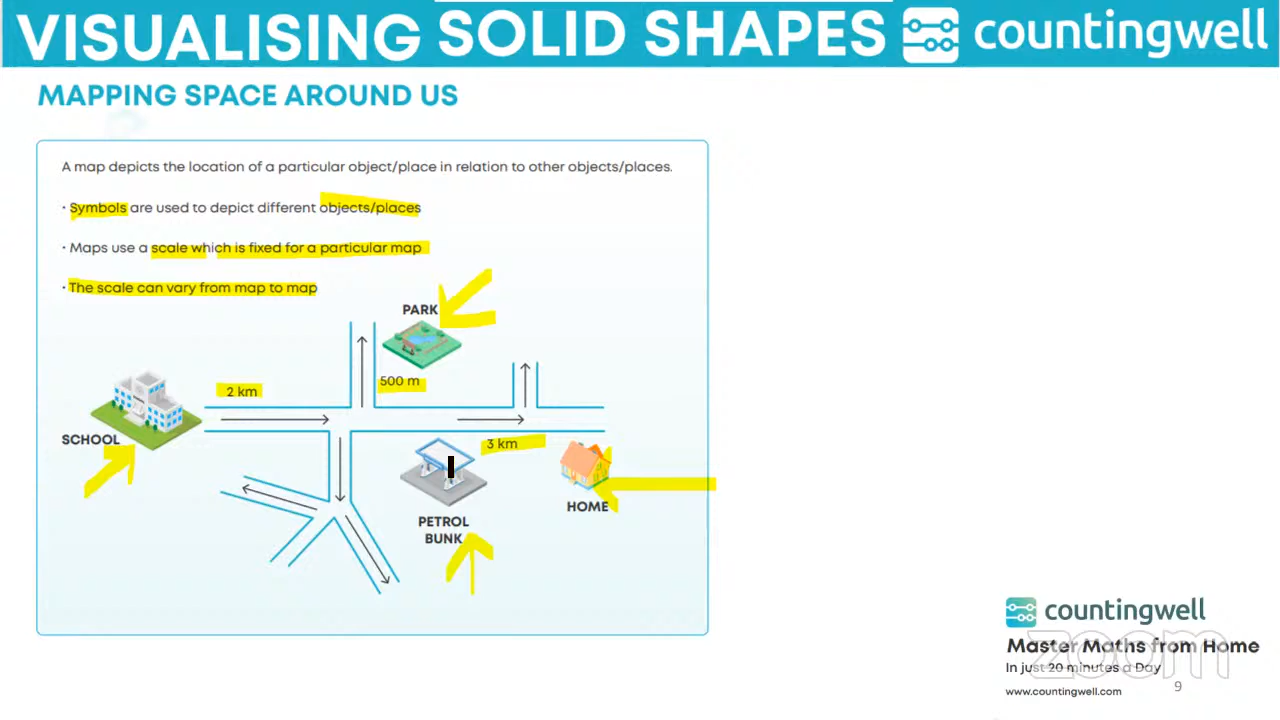 VISUALISING SOLID SHAPES countingwell
MAPPING SPACE AROUND US
A map depicts the location of a particular object/place in relation to other objects/places.
• Symbols are used to depict different objects/places
• Maps use a scale which is fixed for a particular map
• The scale can vary from map to map
PARK
2 km
500 m
SCHOOL
3 km
HOME
PETROL
BUNK
countingwell
Master Maths from Home
In just 20 minutes a Day
www.countingwell.com
9
zoom